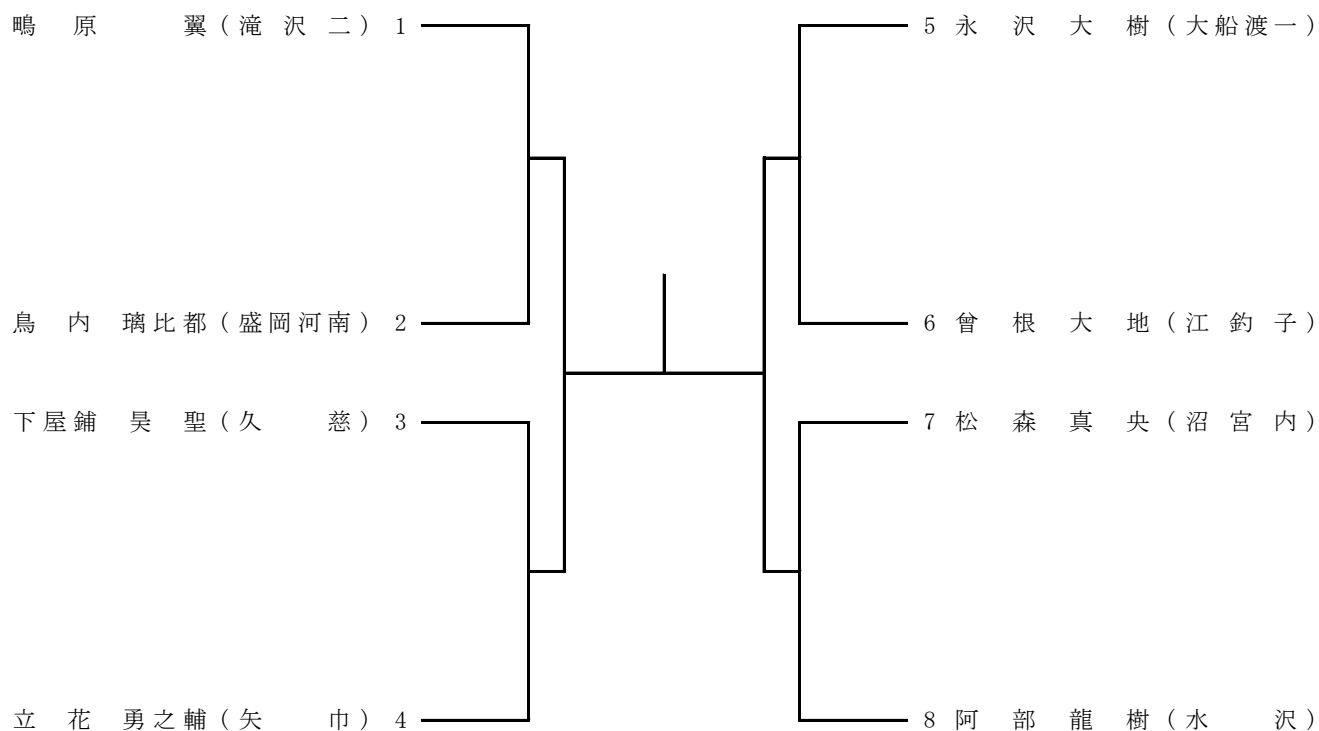 鴫原 翼(滝沢二) 1
鳥内 璃比都(盛岡河南) 2
下屋鋪 昊聖(久慈) 3
立花 勇之輔(矢巾) 4
5 永沢大樹(大船渡一)
6 曾根大地(江釣子)
7 松森真央(沼宮内)
8 阿部龍樹(水沢)